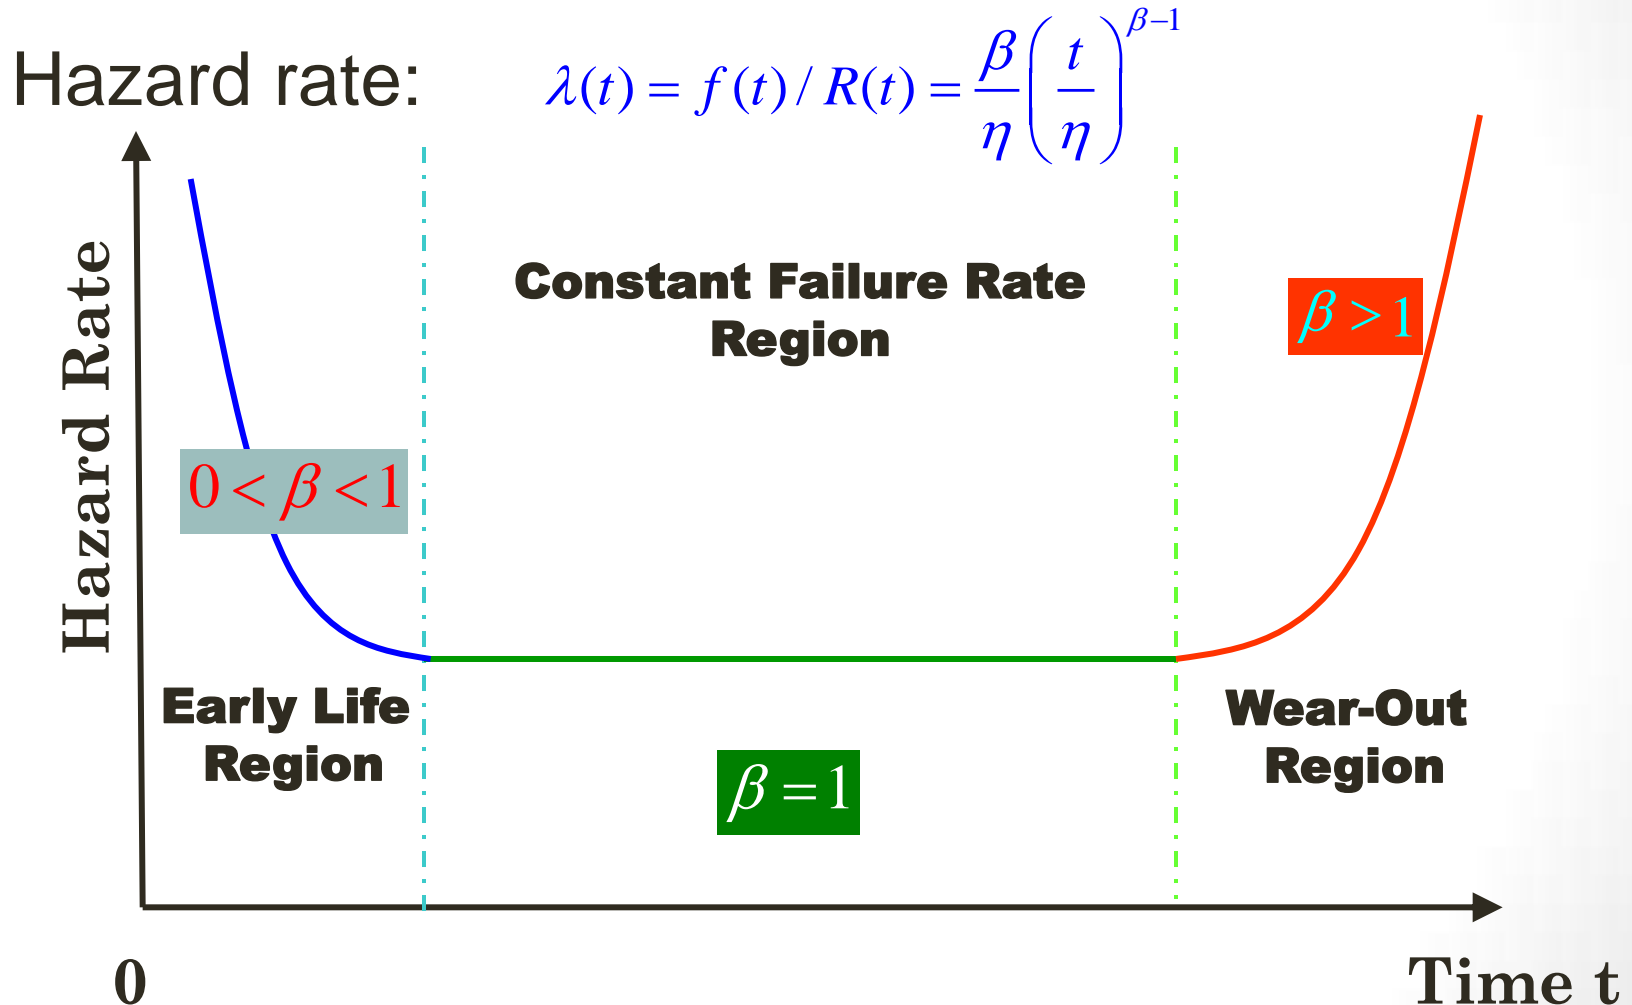 Hazard rate: λ(t) = f(t) / R(t) = β/η (t/η)^β−1
Hazard Rate
Constant Failure Rate
Region
β > 1
0 < β < 1
Early Life
Region
Wear-Out
Region
β = 1
0
Time t